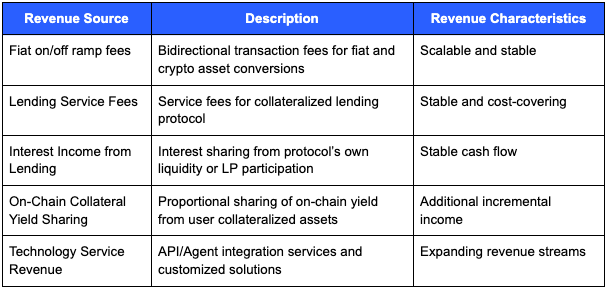 Revenue Source Description Revenue Characteristics
Fiat on/off ramp fees Bidirectional transaction fees for fiat and Scalable and stable
crypto asset conversions
Lending Service Fees Service fees for collateralized lending Stable and cost-covering
protocol
Interest Income from Interest sharing from protocol's own Stable cash flow
Lending liquidity or LP participation
On-Chain Collateral Proportional sharing of on-chain yield Additional incremental
Yield Sharing from user collateralized assets income
Technology Service API/Agent integration services and Expanding revenue streams
Revenue customized solutions